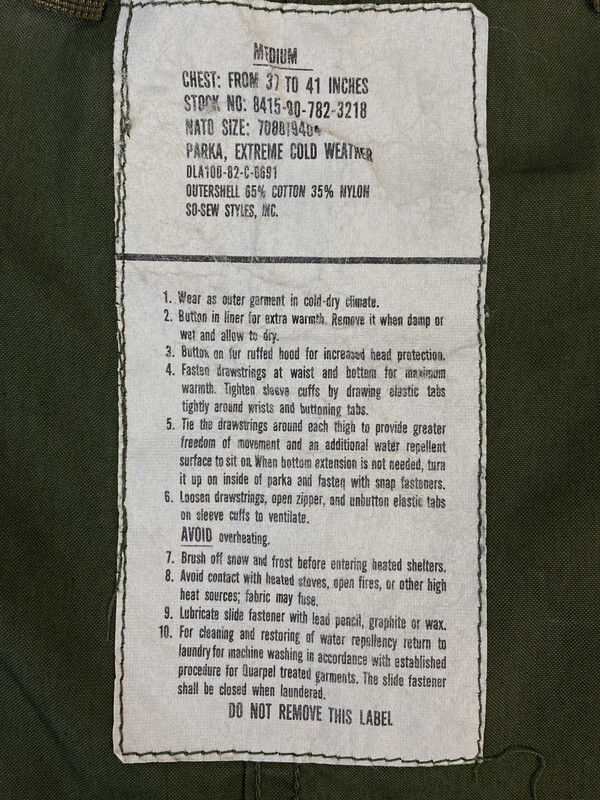 MEDIUM
CHEST: FROM 37 TO 41 INCHES
STOCK NO: 8415-00-782-3218
NATO SIZE:
PARKA, EXTREME COLD WEATHER
DLA100-82-C-0691
OUTERSHELL 65% COTTON 35% NYLON
SO-SEW STYLES, INC.
1. Wear as outer garment in cold-dry climate.
2. Button in liner for extra warmth. Remove it when damp or
wet and allow to dry.
3. Button on fur ruffed hood for increased head protection.
4. Fasten drawstrings at waist and bottom for maximum
warmth. Tighten sleeve cuffs by drawing elastic tabs
tightly around wrists and buttoning tabs.
5. Tie the drawstrings around each thigh to provide greater
freedom of movement and an additional water repellent
surface to sit on. When bottom extension is not needed, turn
it up on inside of parka and fasten with snap fasteners.
6. Loosen drawstrings, open zipper, and unbutton elastic tabs
on sleeve cuffs to ventilate.
AVOID overheating.
7. Brush off snow and frost before entering heated shelters.
8. Avoid contact with heated stoves, open fires, or other high
heat sources; fabric may fuse.
9. Lubricate slide fastener with lead pencil, graphite or wax.
10. For cleaning and restoring of water repellency return to
laundry for machine washing in accordance with established
procedure for Quarpel treated garments. The slide fastener
shall be closed when laundered.
DO NOT REMOVE THIS LABEL